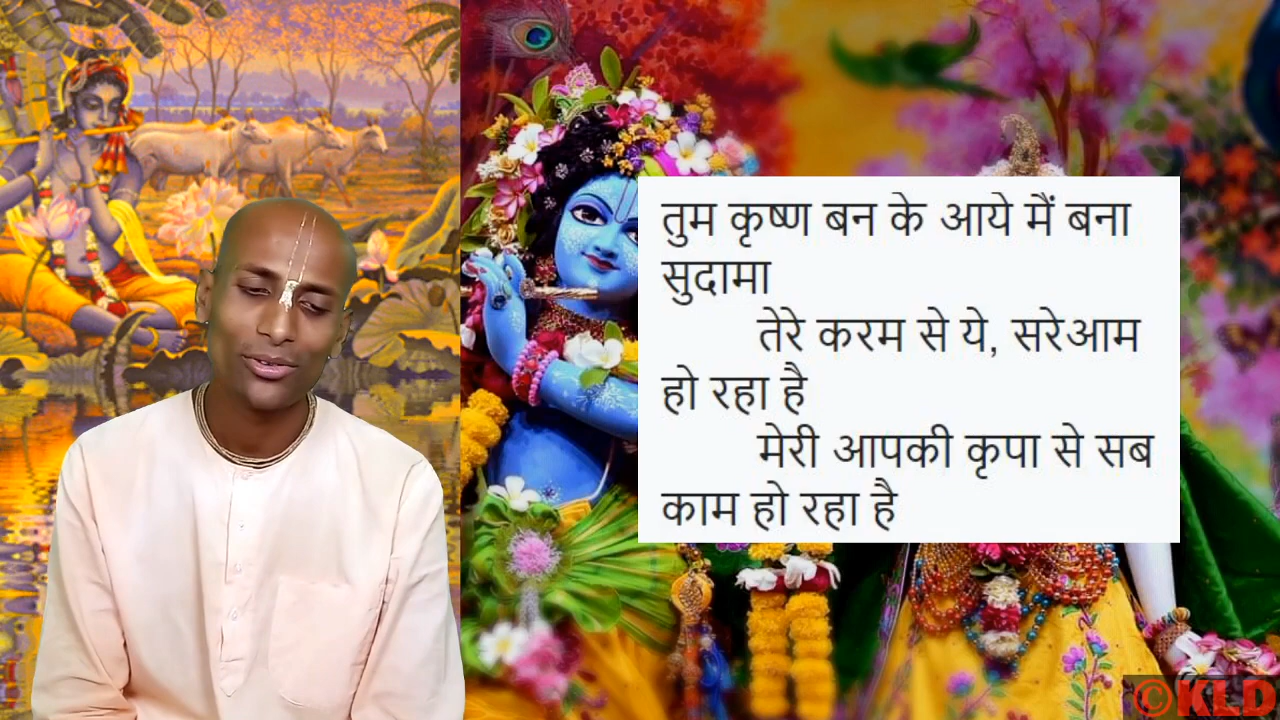 तुम कृष्ण बन के आये मैं बना
सुदामा
तेरे करम से ये, सरेआम
हो रहा है
मेरी आपकी कृपा से सब
काम हो रहा है
©KLD